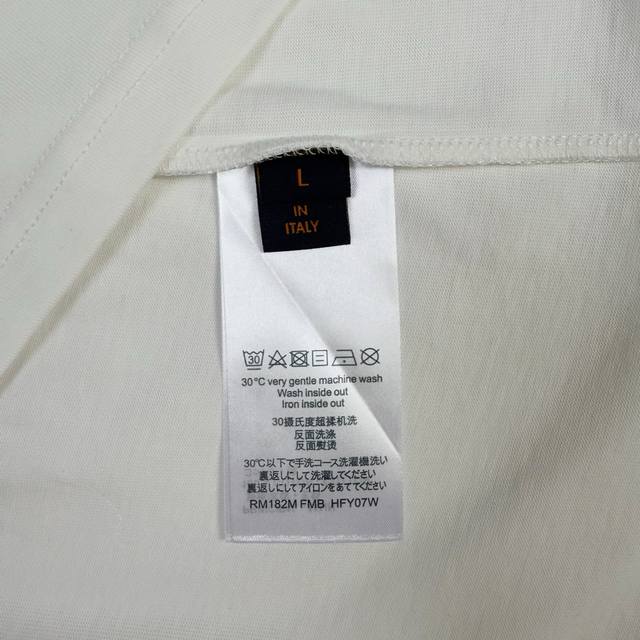 L
IN
ITALY
30
30°C very gentle machine wash
Wash inside out
Iron inside out
30摄氏度超揉机洗
反面洗涤
反面熨烫
30℃以下で手洗コース洗濯機洗い
裏返しにして洗濯してください
裏返しにしてアイロンをあててください
RM182M FMB HFY07W